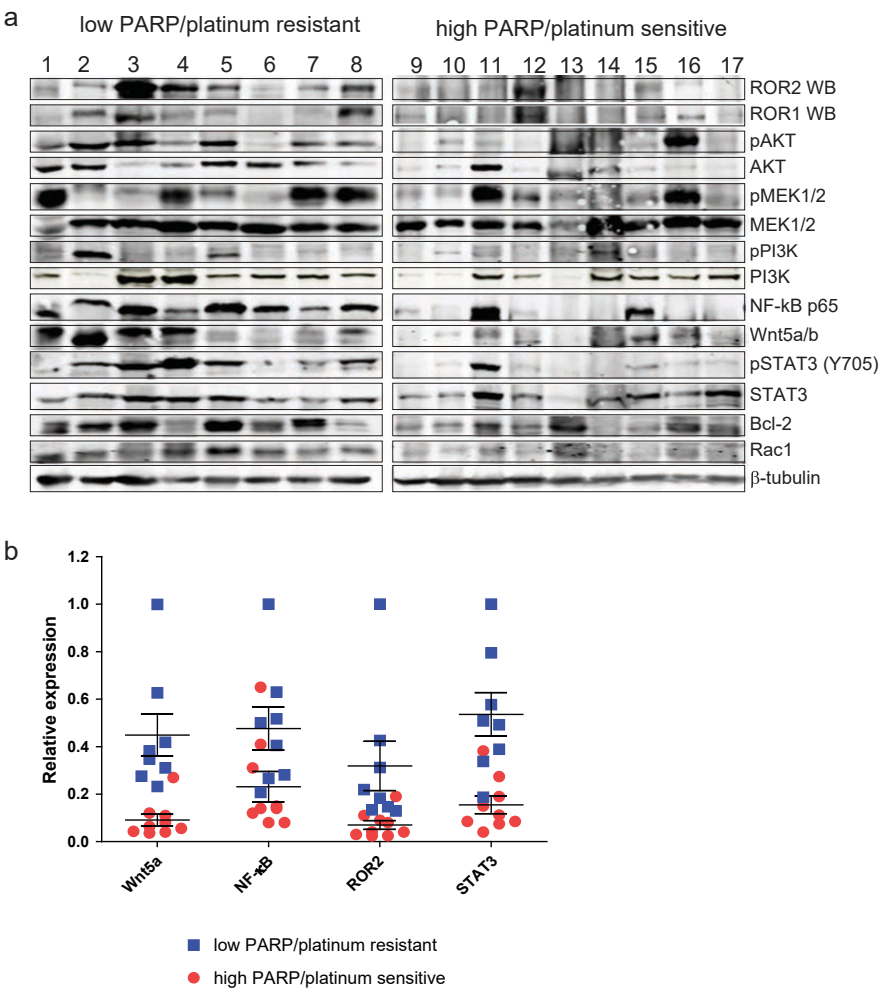 a
low PARP/platinum resistant
high PARP/platinum sensitive
1 2 3 4 5 6 7 8 9 10 11 12 13 14 15 16 17
ROR2 WB
ROR1 WB
pAKT
AKT
pMEK1/2
MEK1/2
pPI3K
PI3K
NF-kB p65
Wnt5a/b
pSTAT3 (Y705)
STAT3
Bcl-2
Rac1
β-tubulin
b
Relative expression
1.2
1.0
0.8
0.6
0.4
0.2
0.0
Wnt5a
NF-κB
ROR2
STAT3
low PARP/platinum resistant
high PARP/platinum sensitive